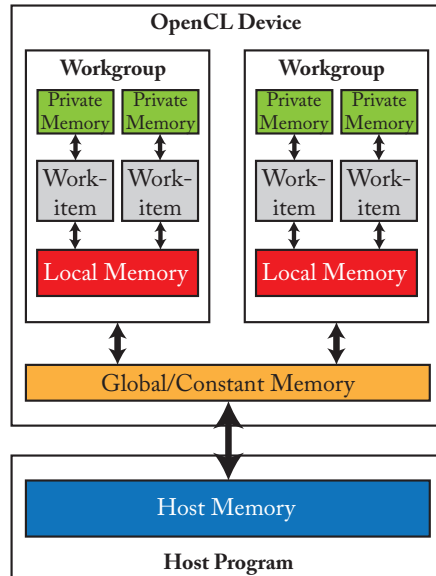 OpenCL Device
Workgroup
Private Memory
Private Memory
Work-item
Work-item
Local Memory
Workgroup
Private Memory
Private Memory
Work-item
Work-item
Local Memory
Global/Constant Memory
Host Memory
Host Program